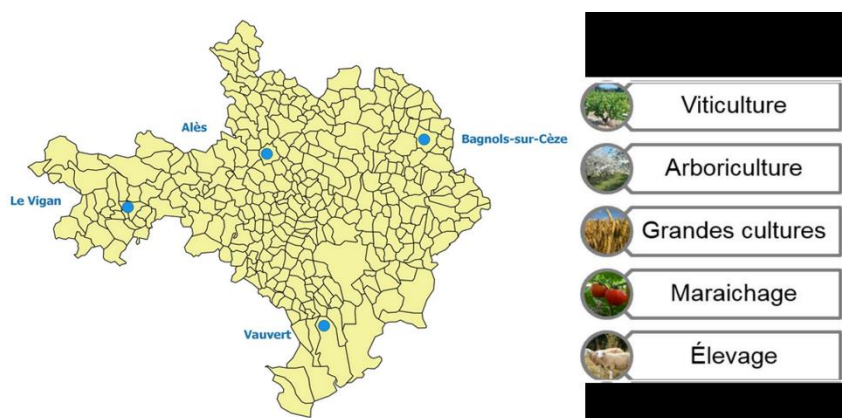 Alès
Bagnols-sur-Cèze
Le Vigan
Vauvert
Viticulture
Arboriculture
Grandes cultures
Maraichage
Élevage